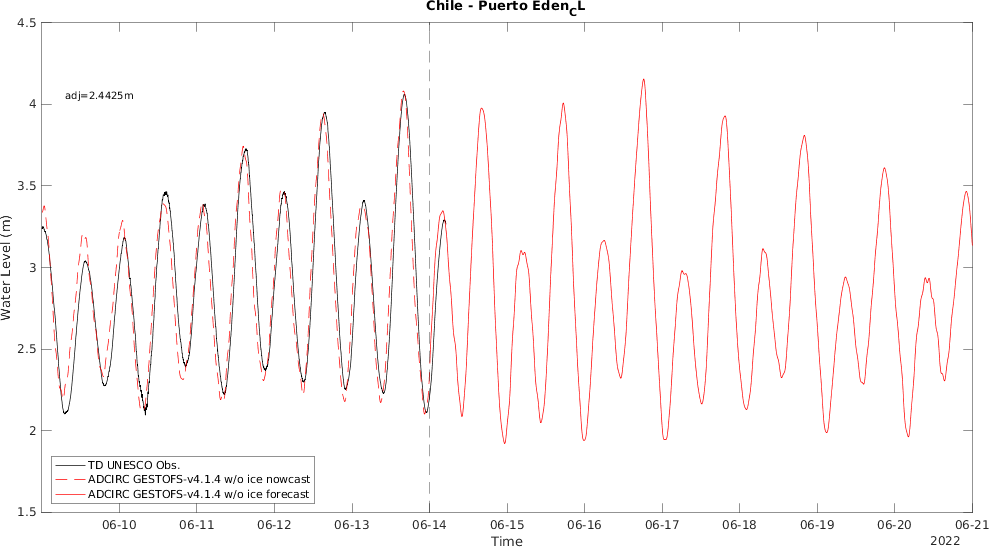 Chile - Puerto Eden_CL
4.5
4
3.5
3
2.5
2
1.5
Water Level (m)
adj=2.4425m
TD UNESCO Obs.
ADCIRC GESTOFS-v4.1.4 w/o ice nowcast
ADCIRC GESTOFS-v4.1.4 w/o ice forecast
06-10 06-11 06-12 06-13 06-14 06-15 06-16 06-17 06-18 06-19 06-20 06-21
Time
2022